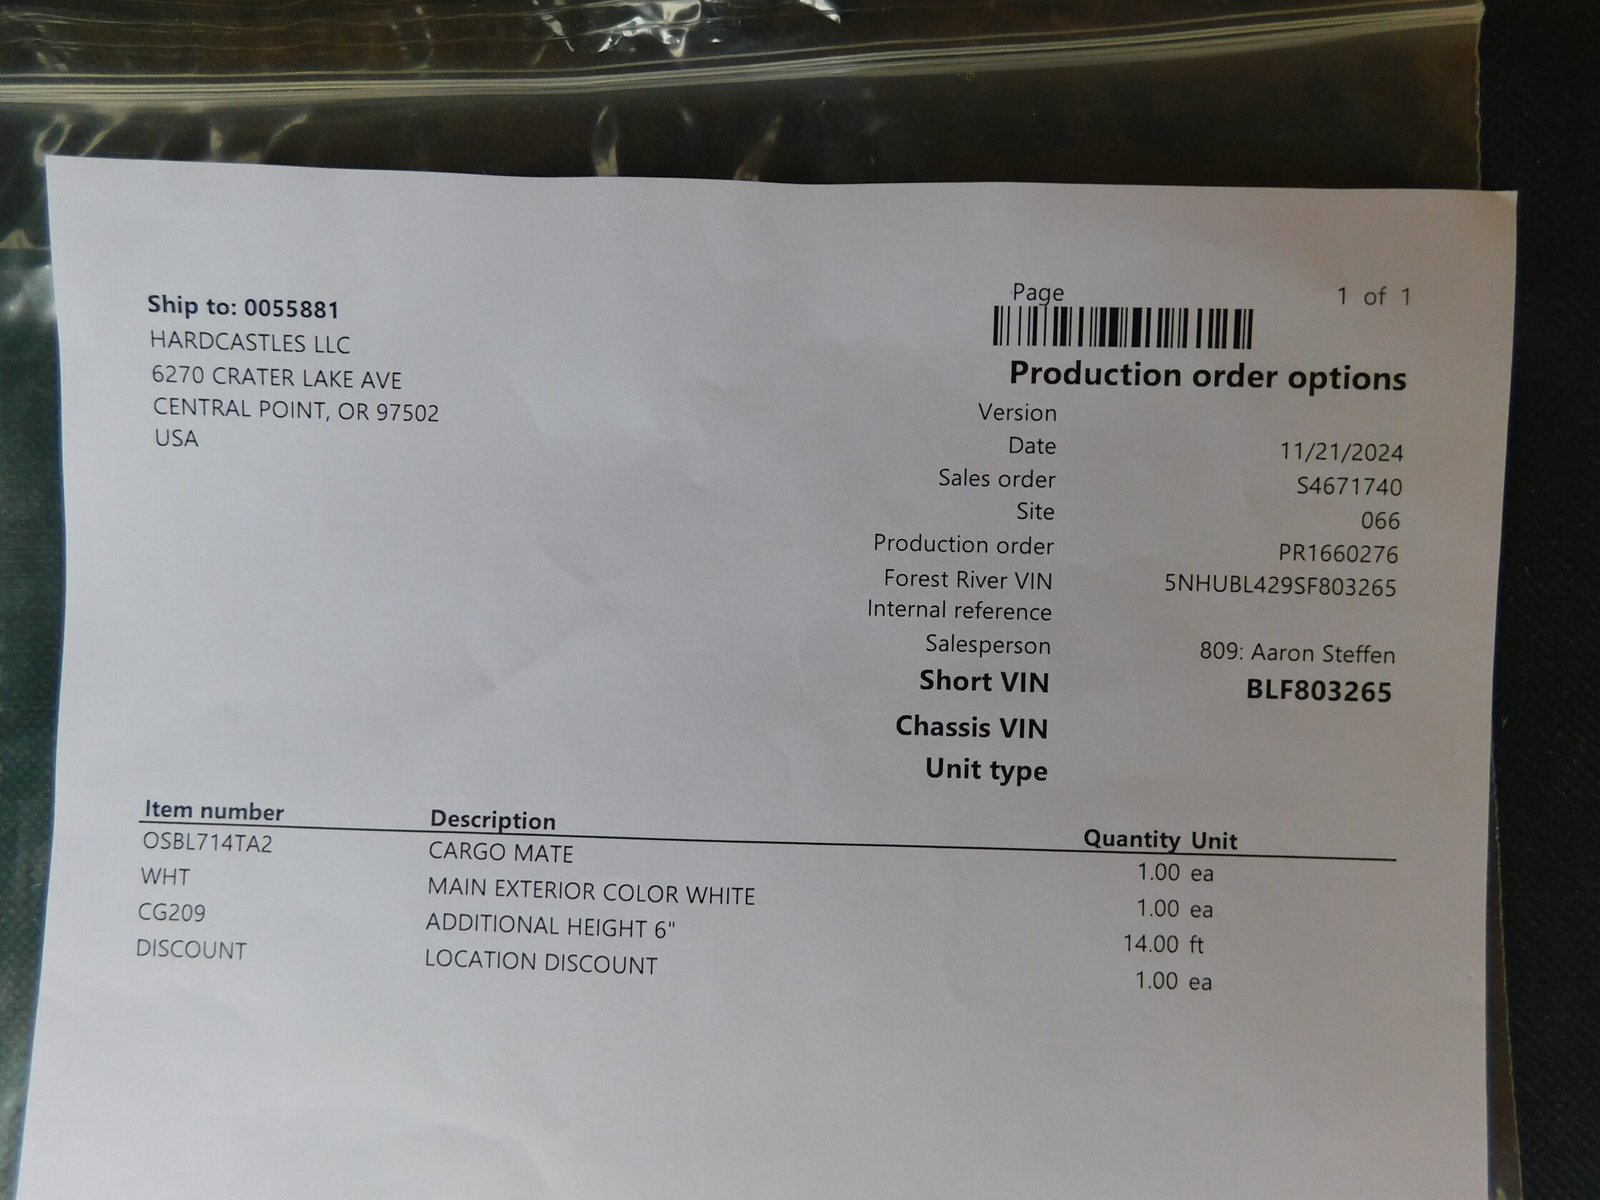 Ship to: 0055881
HARDCASTLES LLC
6270 CRATER LAKE AVE
CENTRAL POINT, OR 97502
USA
Page 1 of 1
Production order options
Version
Date 11/21/2024
Sales order S4671740
Site 066
Production order PR1660276
Forest River VIN 5NHUBL429SF803265
Internal reference
Salesperson 809: Aaron Steffen
Short VIN BLF803265
Chassis VIN
Unit type
Item number Description Quantity Unit
OSBL714TA2 CARGO MATE 1.00 ea
WHT MAIN EXTERIOR COLOR WHITE 1.00 ea
CG209 ADDITIONAL HEIGHT 6" 14.00 ft
DISCOUNT LOCATION DISCOUNT 1.00 ea